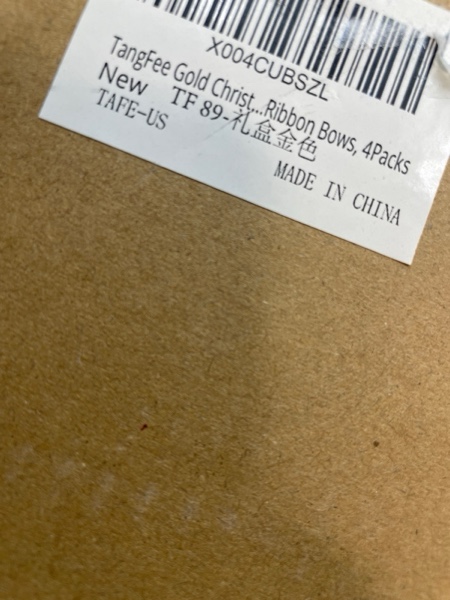 X004CUBSZL
TangFee Gold Christ...Ribbon Bows, 4Packs
New TF 89-礼盒金色
TAFE-US
MADE IN CHINA